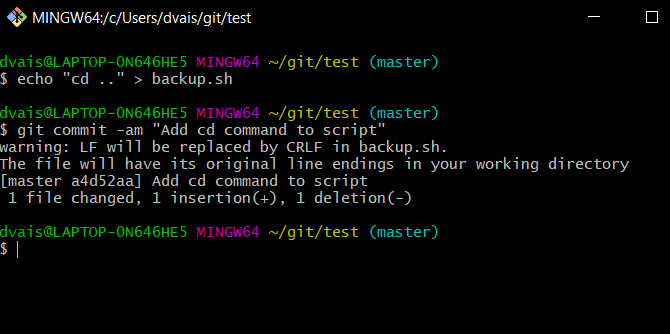 MINGW64:/c/Users/dvais/git/test
dvais@LAPTOP-0N646HE5 MINGW64 ~/git/test (master)
$ echo "cd .." > backup.sh
dvais@LAPTOP-0N646HE5 MINGW64 ~/git/test (master)
$ git commit -am "Add cd command to script"
warning: LF will be replaced by CRLF in backup.sh.
The file will have its original line endings in your working directory
[master a4d52aa] Add cd command to script
 1 file changed, 1 insertion(+), 1 deletion(-)
dvais@LAPTOP-0N646HE5 MINGW64 ~/git/test (master)
$